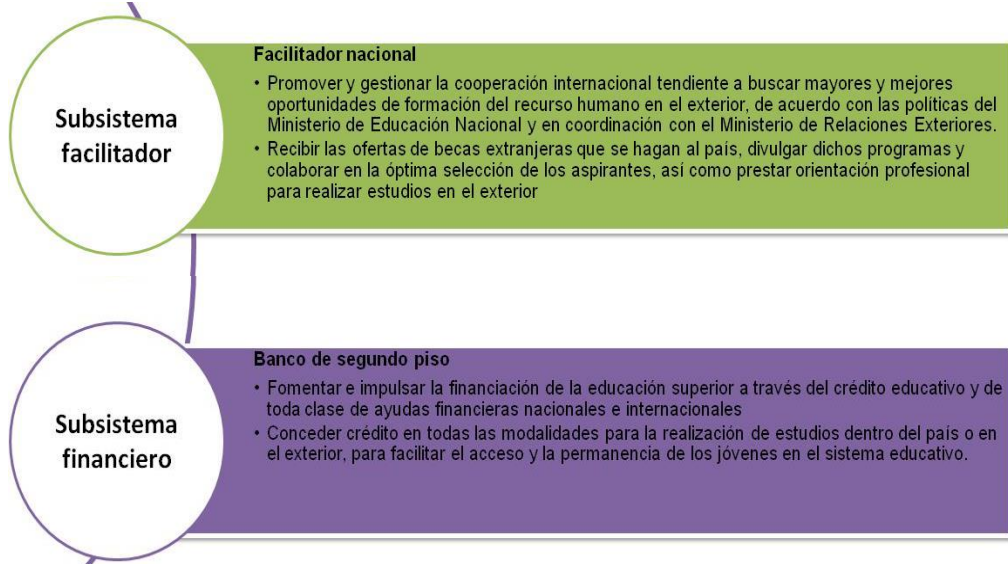 Subsistema
facilitador
Facilitador nacional
• Promover y gestionar la cooperación internacional tendiente a buscar mayores y mejores
oportunidades de formación del recurso humano en el exterior, de acuerdo con las políticas del
Ministerio de Educación Nacional y en coordinación con el Ministerio de Relaciones Exteriores.
• Recibir las ofertas de becas extranjeras que se hagan al país, divulgar dichos programas y
colaborar en la óptima selección de los aspirantes, así como prestar orientación profesional
para realizar estudios en el exterior
Subsistema
financiero
Banco de segundo piso
• Fomentar e impulsar la financiación de la educación superior a través del crédito educativo y de
toda clase de ayudas financieras nacionales e internacionales
• Conceder crédito en todas las modalidades para la realización de estudios dentro del país o en
el exterior, para facilitar el acceso y la permanencia de los jóvenes en el sistema educativo.